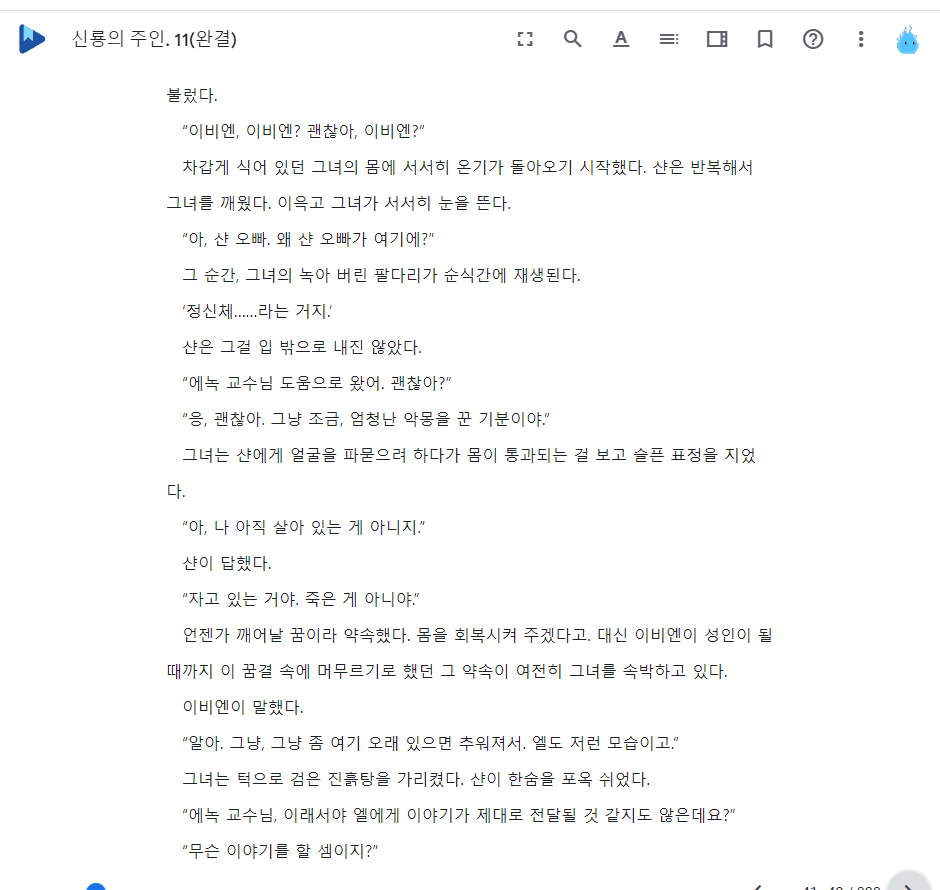 신룡의 주인. 11(완결)
불렀다.
“이비엔, 이비엔? 괜찮아, 이비엔?”
차갑게 식어 있던 그녀의 몸에 서서히 온기가 돌아오기 시작했다. 샨은 반복해서
그녀를 깨웠다. 이윽고 그녀가 서서히 눈을 뜬다.
“아, 샨 오빠. 왜 샨 오빠가 여기에?”
그 순간, 그녀의 녹아 버린 팔다리가 순식간에 재생된다.
‘정신체……라는 거지.’
샨은 그걸 입 밖으로 내진 않았다.
“에녹 교수님 도움으로 왔어. 괜찮아?”
“응, 괜찮아. 그냥 조금, 엄청난 악몽을 꾼 기분이야.”
그녀는 샨에게 얼굴을 파묻으려 하다가 몸이 통과되는 걸 보고 슬픈 표정을 지었
다.
“아, 나 아직 살아 있는 게 아니지.”
샨이 답했다.
“자고 있는 거야. 죽은 게 아니야.”
언젠가 깨어날 꿈이라 약속했다. 몸을 회복시켜 주겠다고. 대신 이비엔이 성인이 될
때까지 이 꿈결 속에 머무르기로 했던 그 약속이 여전히 그녀를 속박하고 있다.
이비엔이 말했다.
“알아. 그냥, 그냥 좀 여기 오래 있으면 추워져서. 엘도 저런 모습이고.”
그녀는 턱으로 검은 진흙탕을 가리켰다. 샨이 한숨을 포옥 쉬었다.
“에녹 교수님, 이래서야 엘에게 이야기가 제대로 전달될 것 같지도 않은데요?”
“무슨 이야기를 할 셈이지?”